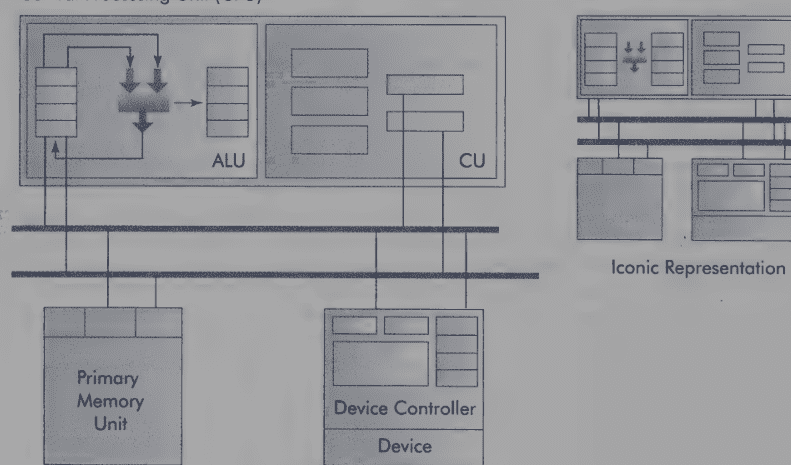 ALU
CU
Iconic Representation
Primary
Memory
Unit
Device Controller
Device